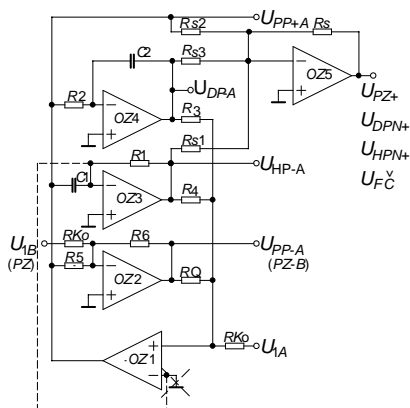 Rs2
UPP+A
Rs
C2
Rs3
R2
−
OZ4
+
UDP-A
R3
−
OZ5
+
UPZ+
UDPN+
UHPN+
UFČ
Rs1
R1
UHP-A
C1
−
OZ3
+
R4
U1B
(PZ)
RKo
R6
R5
−
OZ2
+
RQ
UPP-A
(PZ-B)
+
OZ1
−
RKo
U1A